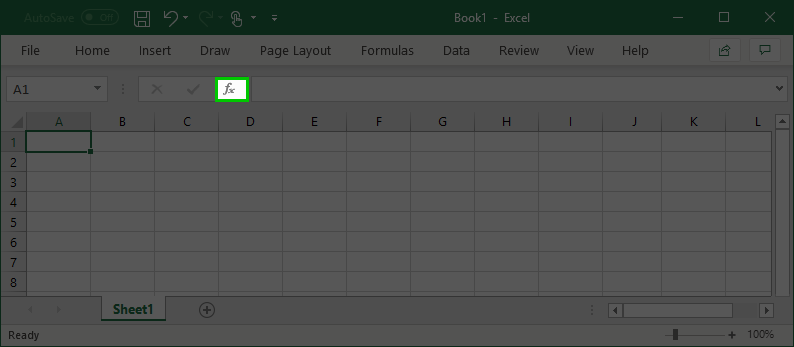 AutoSave Off Book1 - Excel
File Home Insert Draw Page Layout Formulas Data Review View Help
A1 fx
A B C D E F G H I J K L
1
2
3
4
5
6
7
8
Sheet1
Ready 100%